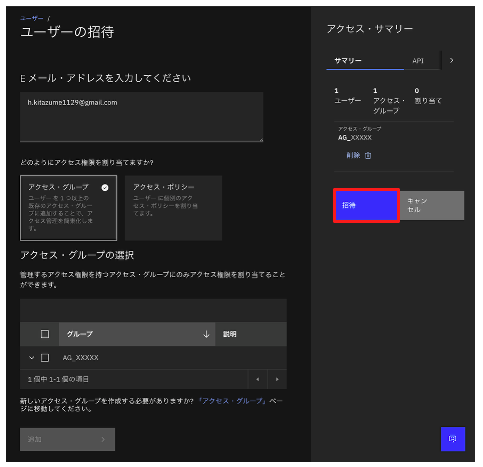 ユーザー /
ユーザーの招待
E メール・アドレスを入力してください
h.kitazume1129@gmail.com
どのようにアクセス権限を割り当てますか?
アクセス・グループ
ユーザーを 1 つ以上の
既存のアクセス・グルー
プに追加することで、ア
クセス管理を簡素化しま
す。
アクセス・ポリシー
ユーザーに個別のアクセ
ス・ポリシーを割り当
てます。
アクセス・グループの選択
管理するアクセス権限を持つアクセス・グループにのみアクセス権限を割り当てること
ができます。
グループ
説明
AG_XXXXX
1 個中 1-1 個の項目
新しいアクセス・グループを作成する必要がありますか? 「アクセス・グループ」ペー
ジに移動してください。
追加
アクセス・サマリー
サマリー
API
1
ユーザー
1
アクセス・
グループ
0
割り当て
アクセス・グループ
AG_XXXXX
削除
招待
キャン
セル